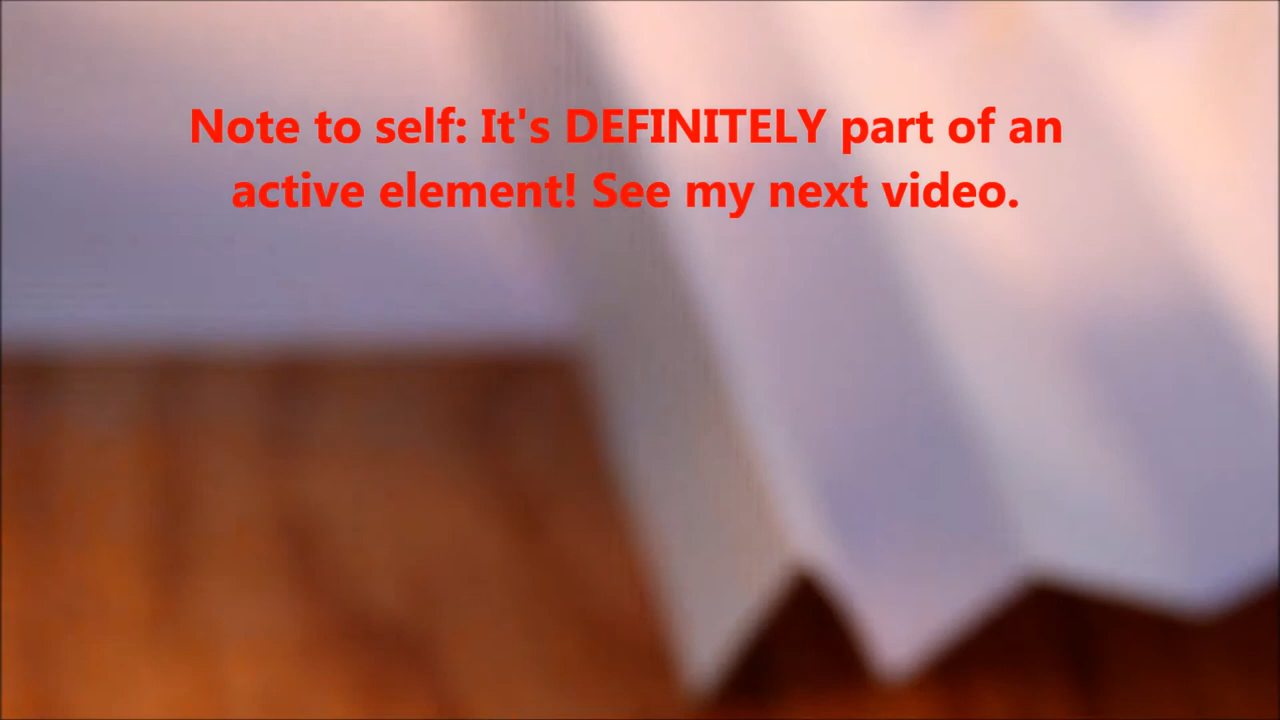 Note to self: It's DEFINITELY part of an
active element! See my next video.